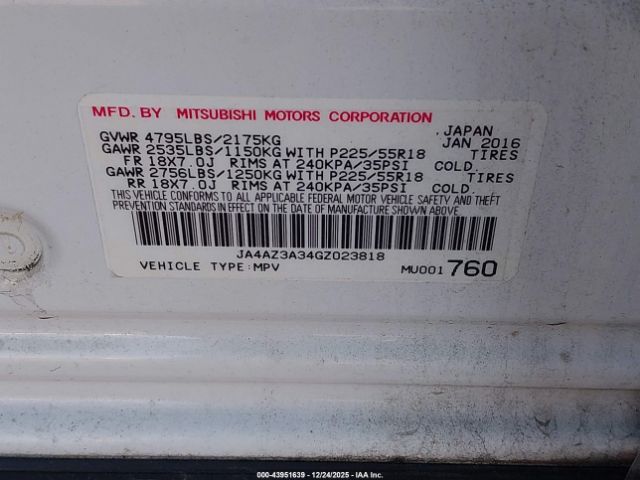 MFD. BY MITSUBISHI MOTORS CORPORATION
JAPAN
GVWR 4795LBS/2175KG JAN 2016
GAWR 2535LBS/1150KG WITH P225/55R18 TIRES
FR 18X7.0J RIMS AT 240KPA/35PSI COLD.
GAWR 2756LBS/1250KG WITH P225/55R18 TIRES
RR 18X7.0J RIMS AT 240KPA/35PSI COLD.
THIS VEHICLE CONFORMS TO ALL APPLICABLE FEDERAL MOTOR VEHICLE SAFETY AND THEFT
PREVENTION STANDARDS IN EFFECT ON THE DATE OF MANUFACTURE SHOWN ABOVE.
JA4AZ3A34GZ023818
VEHICLE TYPE:MPV MU001 760
000-43951639 - 12/24/2025 - IAA Inc.